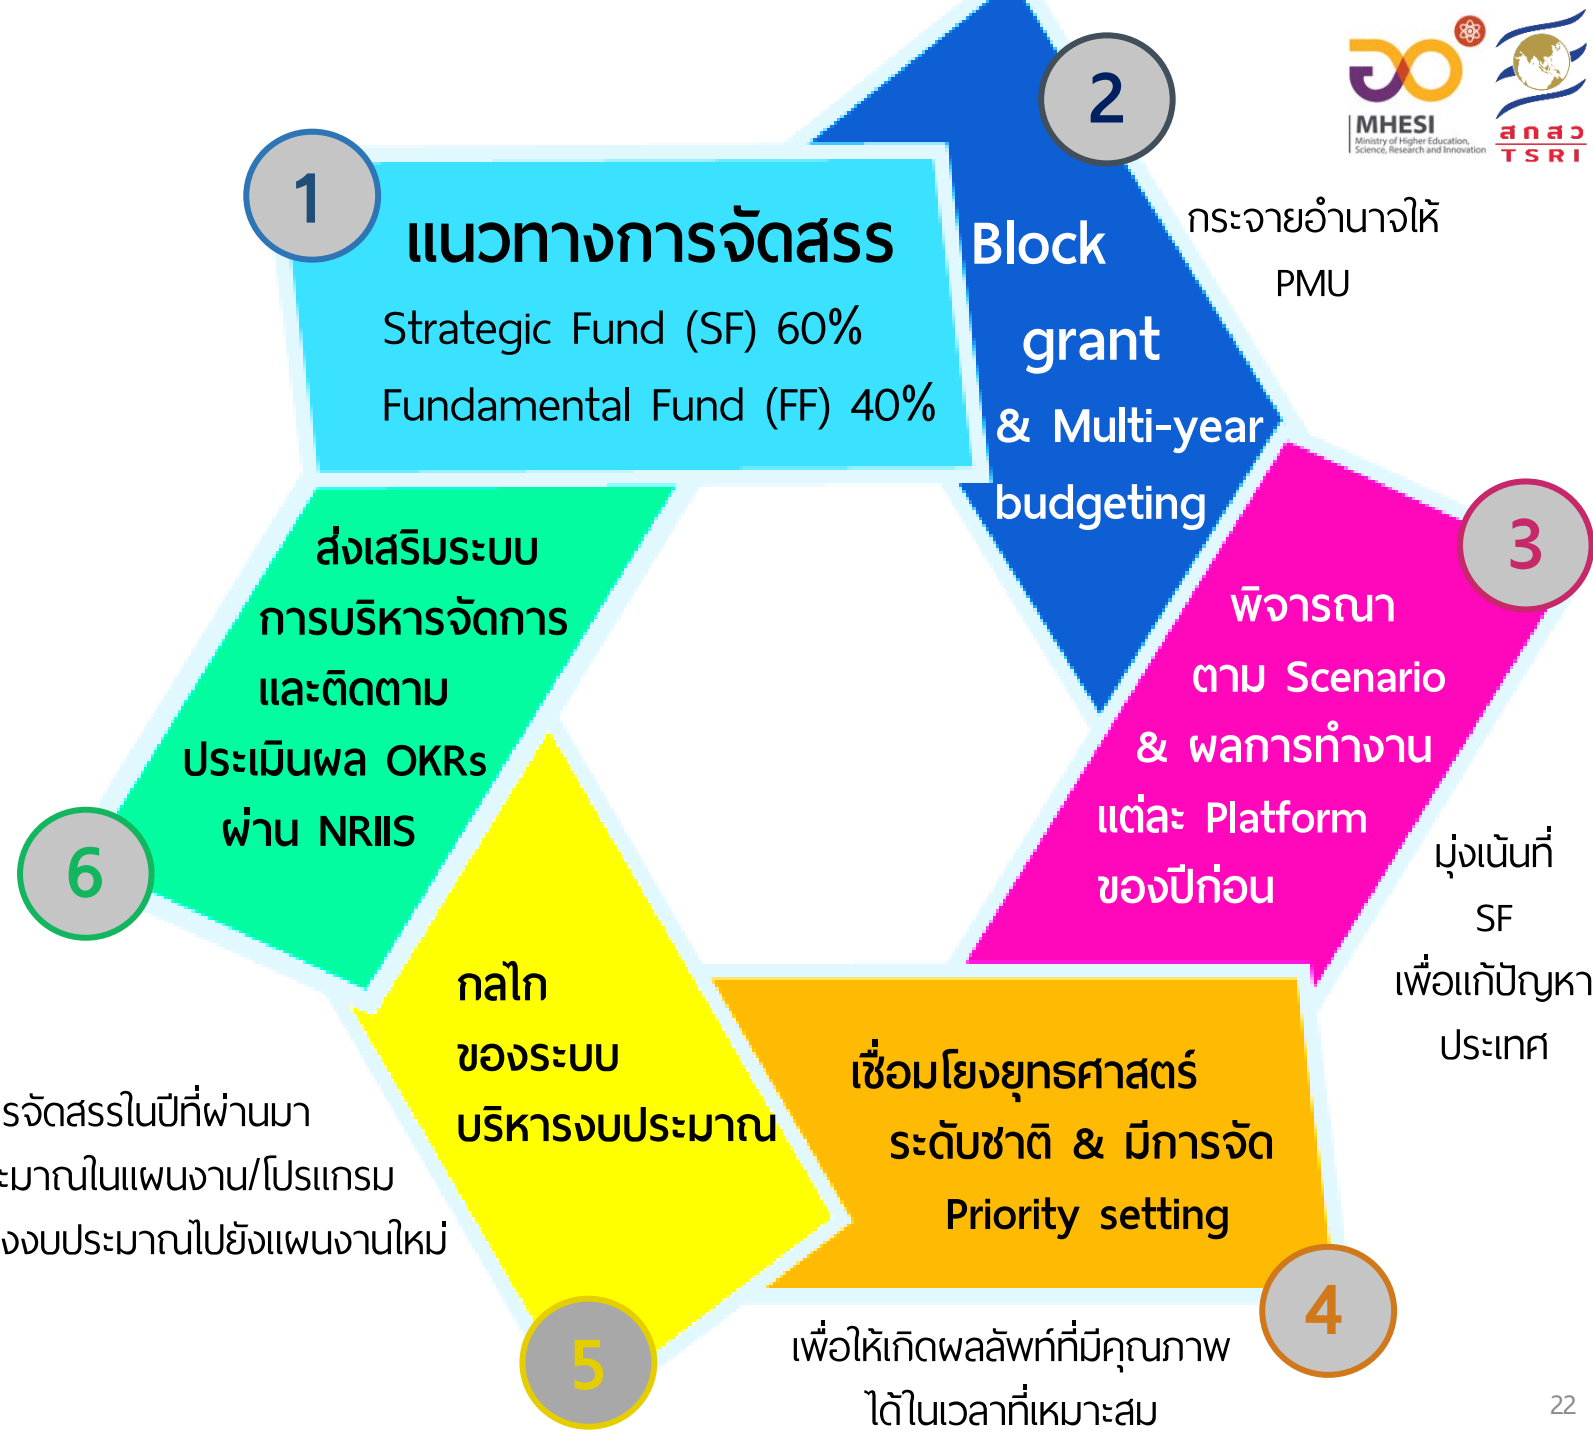 MHESI
Ministry of Higher Education,
Science, Research and Innovation
สกสว
TSRI
1
แนวทางการจัดสรร
Strategic Fund (SF) 60%
Fundamental Fund (FF) 40%
2
Block
grant
& Multi-year
budgeting
กระจายอำนาจให้
PMU
3
พิจารณา
ตาม Scenario
& ผลการทำงาน
แต่ละ Platform
ของปีก่อน
มุ่งเน้นที่
SF
เพื่อแก้ปัญหา
ประเทศ
4
เชื่อมโยงยุทธศาสตร์
ระดับชาติ & มีการจัด
Priority setting
เพื่อให้เกิดผลลัพท์ที่มีคุณภาพ
ได้ในเวลาที่เหมาะสม
5
กลไก
ของระบบ
บริหารงบประมาณ
รจัดสรรในปีที่ผ่านมา
ะมาณในแผนงาน/โปรแกรม
งงบประมาณไปยังแผนงานใหม่
6
ส่งเสริมระบบ
การบริหารจัดการ
และติดตาม
ประเมินผล OKRs
ผ่าน NRIIS
22